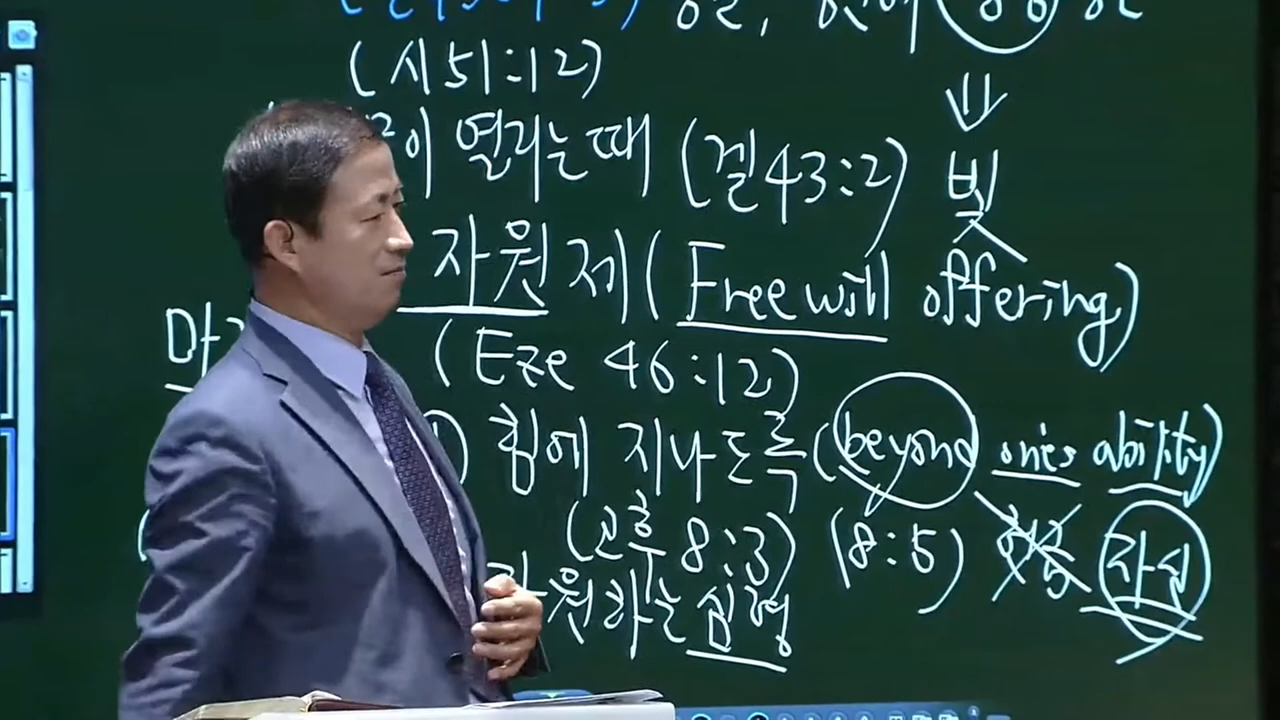 (시51:12)
이 열리는때 (겔43:2) 빛
자원제(Freewill offering)
(Eze 46:12)
힘에 지나도록(beyond one's ability)
(고후 8:3) (8:5) 자신
자원하는 심령